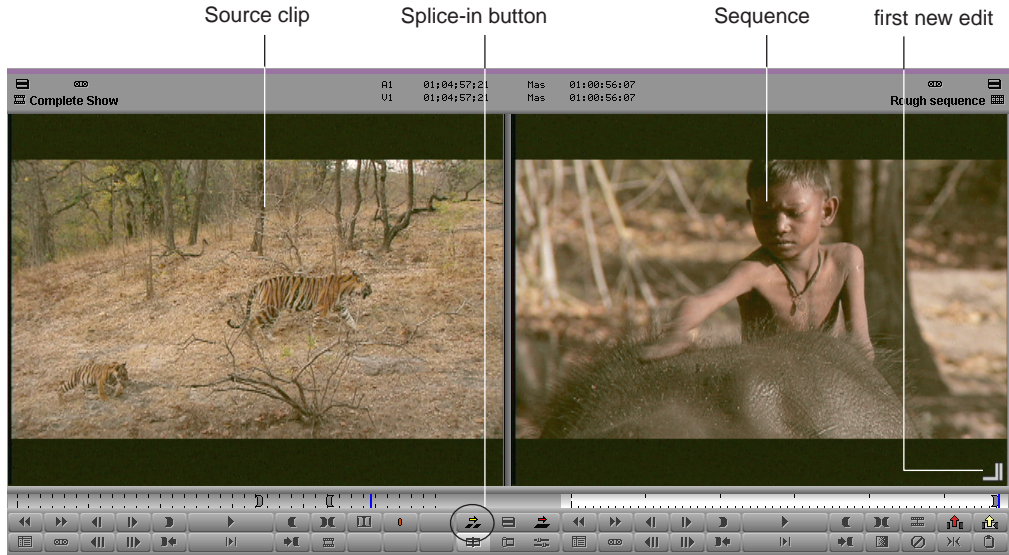 Source clip
Splice-in button
Sequence
first new edit
A1 01;04;57;21 Mas 01:00:56:07
Complete Show
V1 01;04;57;21 Mas 01:00:56:07
Rough sequence